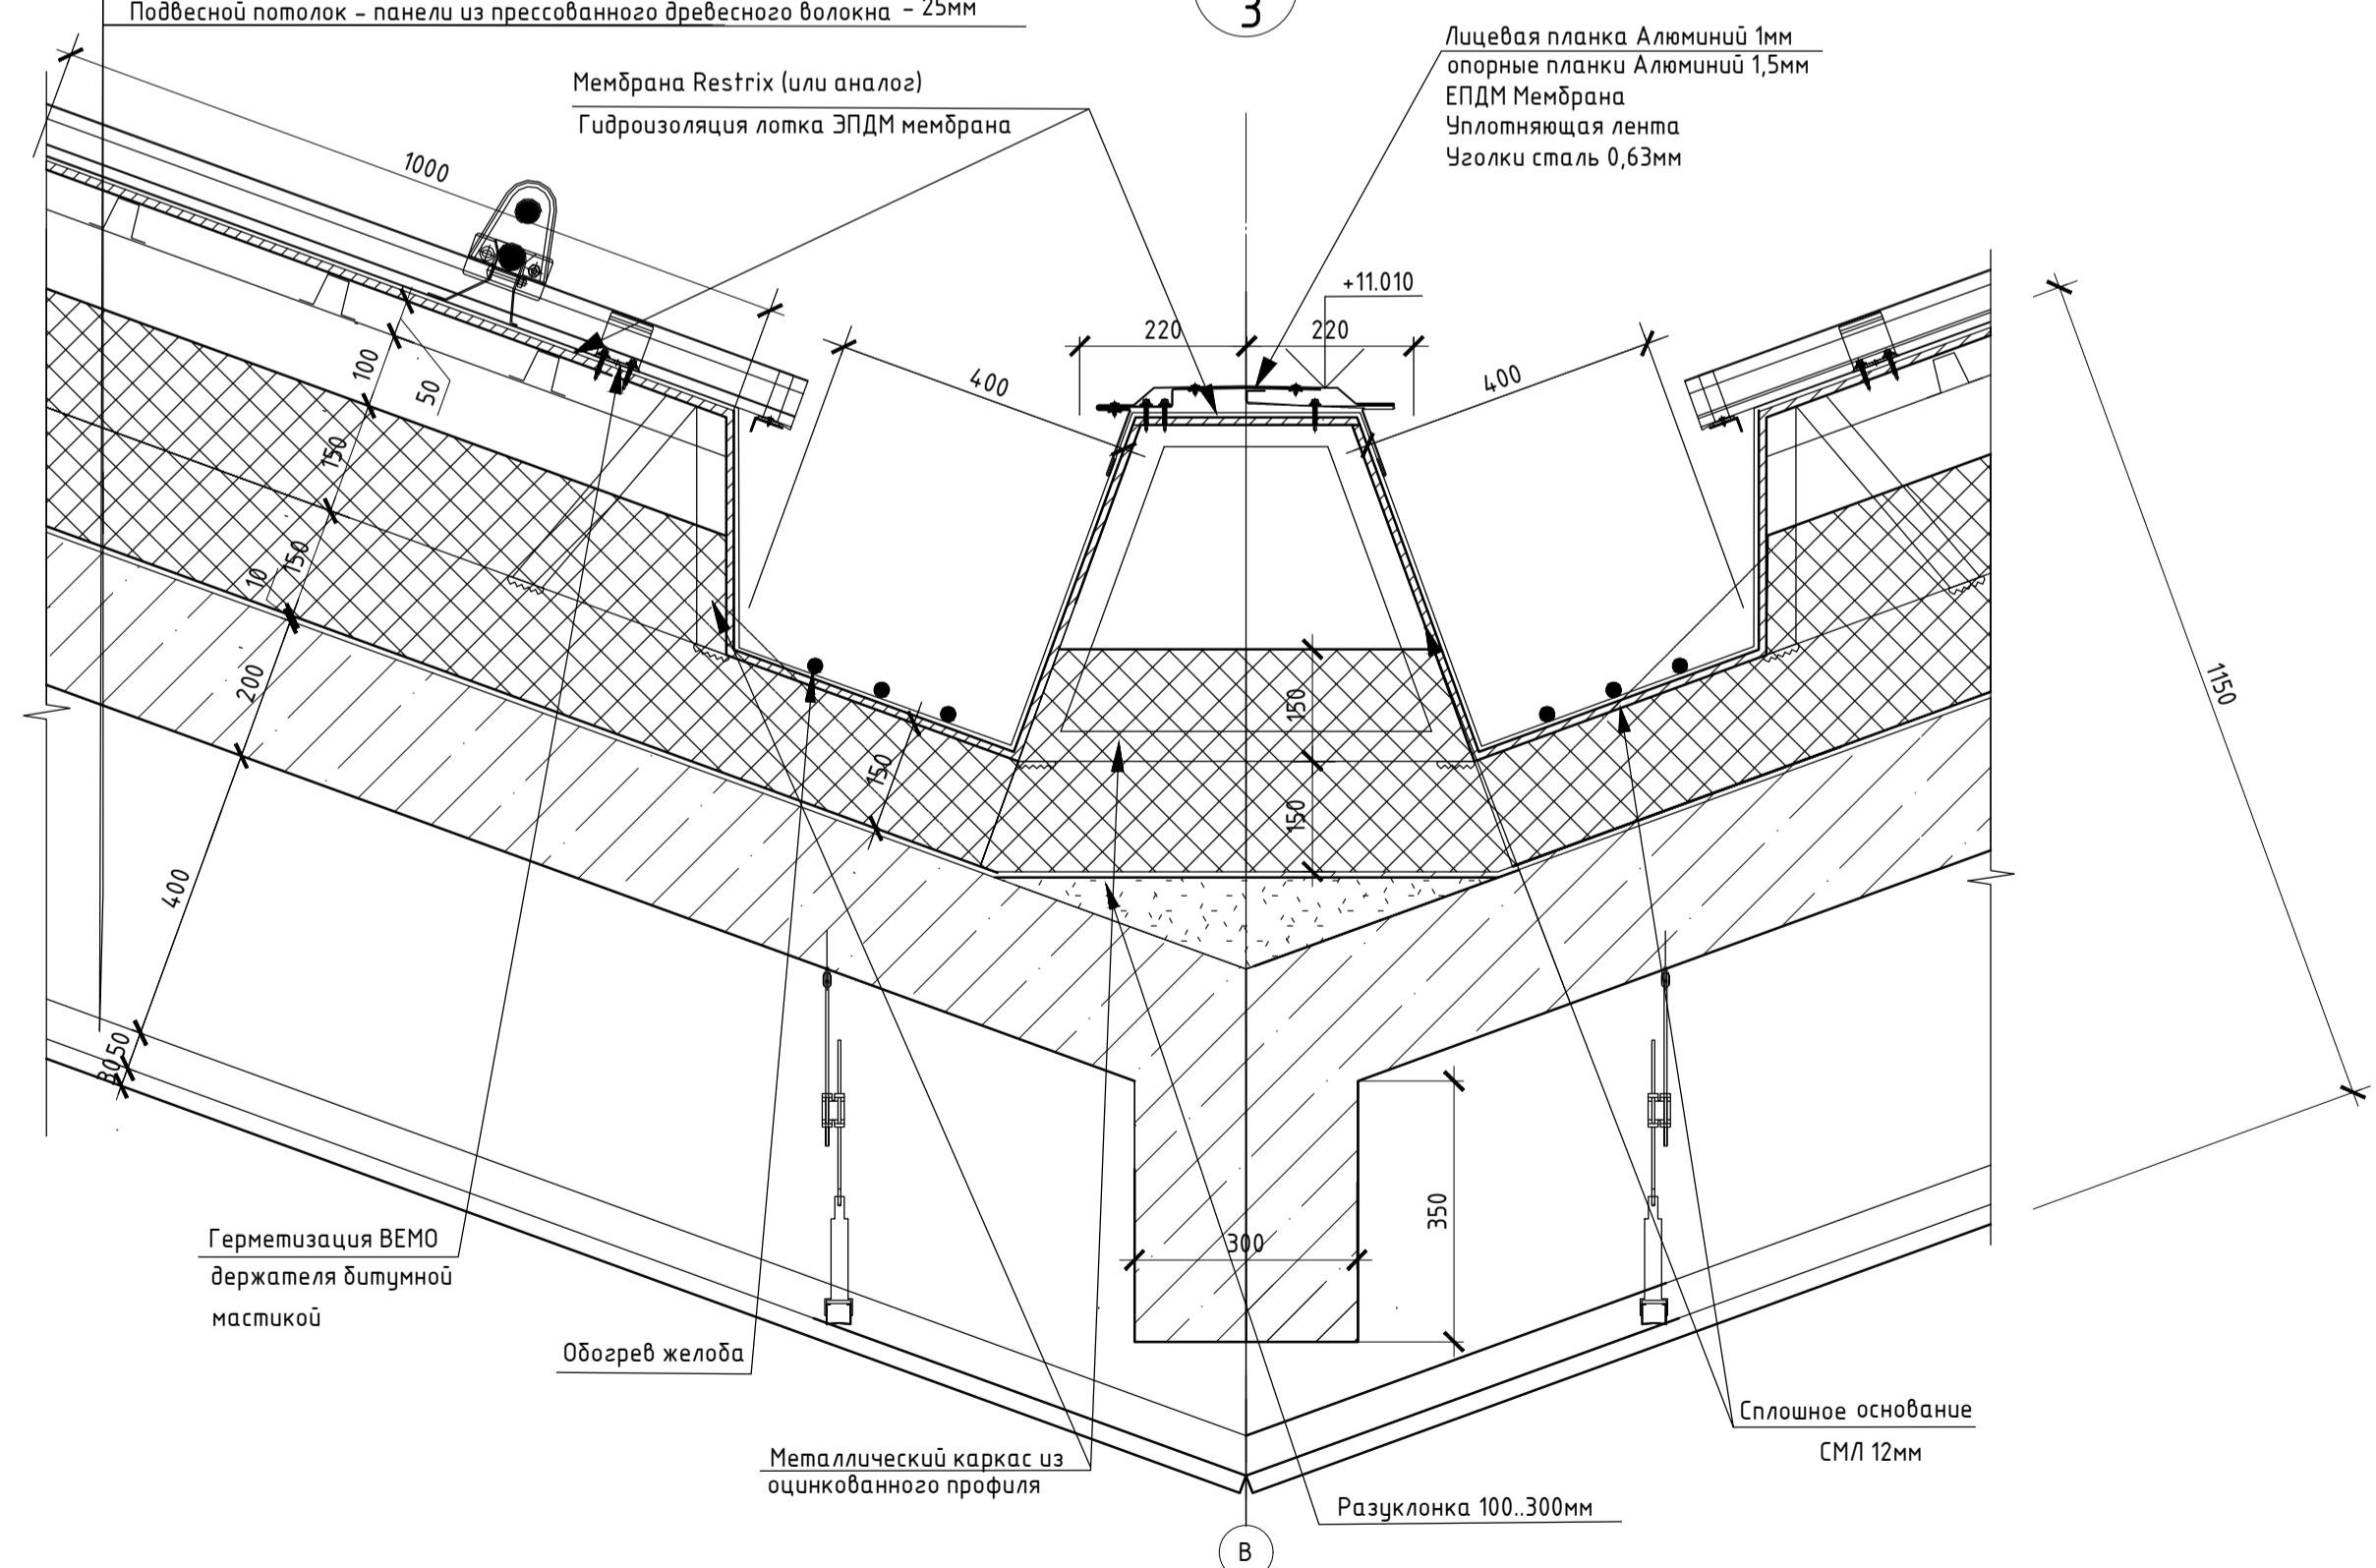 Подвесной потолок - панели из прессованного древесного волокна - 25мм
3
Мембрана Restrix (или аналог)
Гидроизоляция лотка ЭПДМ мембрана
Лицевая планка Алюминий 1мм
опорные планки Алюминий 1,5мм
ЕПДМ Мембрана
Уплотняющая лента
Уголки сталь 0,63мм
1000
+11.010
220
220
400
400
100
50
150
150
10
200
400
50
30
150
150
150
1150
350
300
Герметизация BEMO
держателя битумной
мастикой
Обогрев желоба
Металлический каркас из
оцинкованного профиля
Разуклонка 100..300мм
Сплошное основание
СМЛ 12мм
В